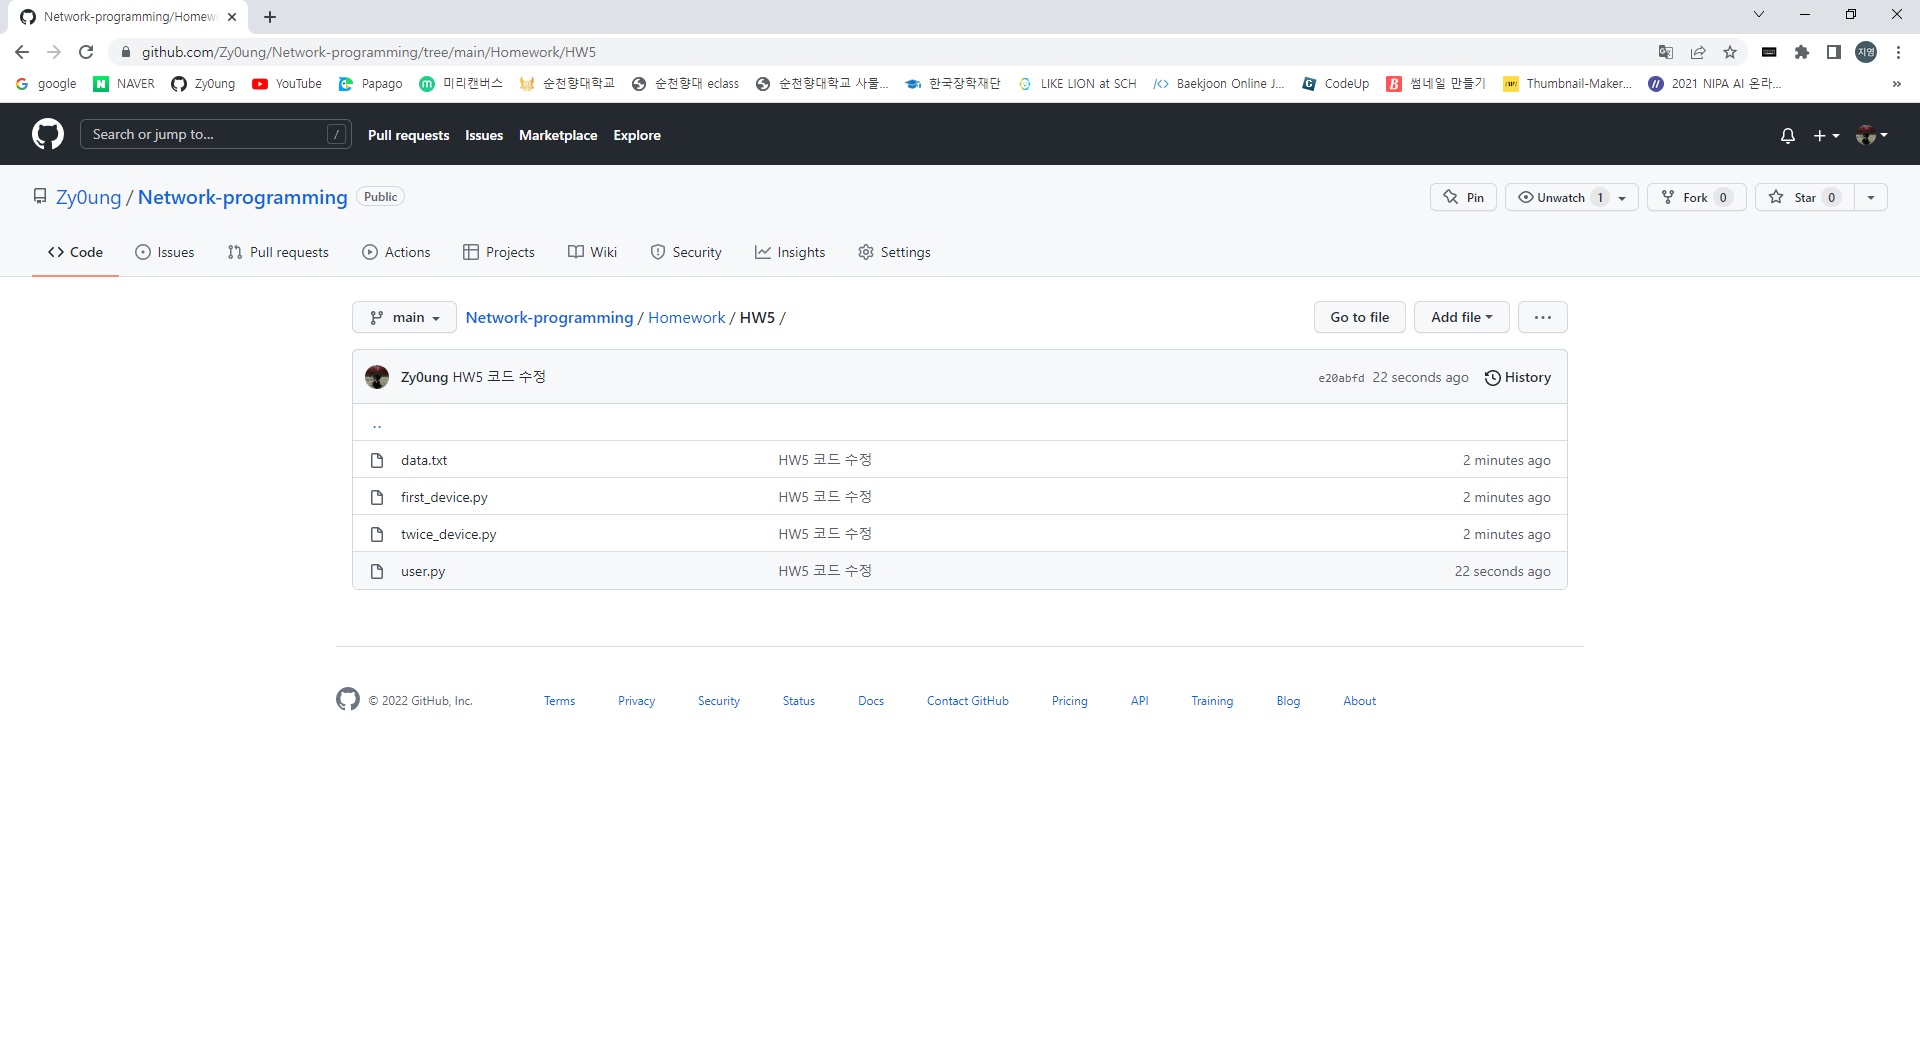 Network-programming/Homew
github.com/Zy0ung/Network-programming/tree/main/Homework/HW5
지영
google NAVER Zy0ung YouTube Papago 미리캔버스 순천향대학교 순천향대 eclass 순천향대학교 사물... 한국장학재단 LIKE LION at SCH Baekjoon Online J... CodeUp 썸네일 만들기 Thumbnail-Maker... 2021 NIPA AI 온라... »
Search or jump to... / Pull requests Issues Marketplace Explore
Zy0ung / Network-programming Public Pin Unwatch 1 Fork 0 Star 0
Code Issues Pull requests Actions Projects Wiki Security Insights Settings
main Network-programming / Homework / HW5 / Go to file Add file ...
Zy0ung HW5 코드 수정 e20abfd 22 seconds ago History
..
data.txt HW5 코드 수정 2 minutes ago
first_device.py HW5 코드 수정 2 minutes ago
twice_device.py HW5 코드 수정 2 minutes ago
user.py HW5 코드 수정 22 seconds ago
© 2022 GitHub, Inc. Terms Privacy Security Status Docs Contact GitHub Pricing API Training Blog About